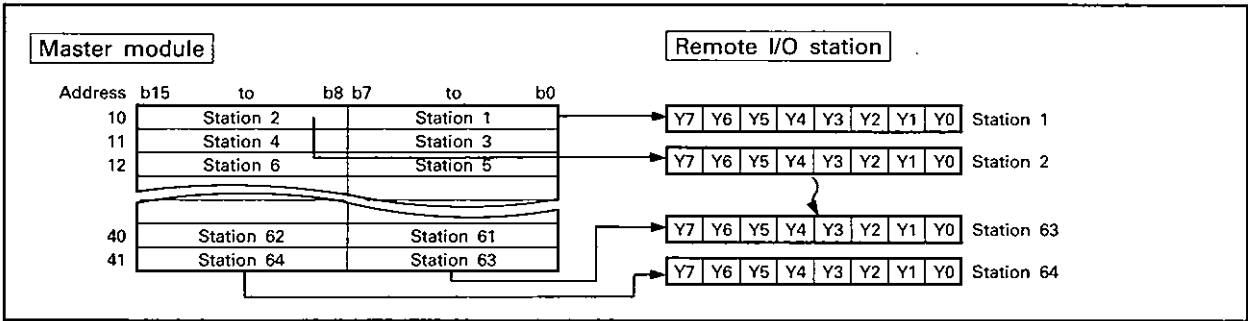 Master module
Remote I/O station
Address b15 to b8 b7 to b0
10 Station 2 Station 1
Y7 Y6 Y5 Y4 Y3 Y2 Y1 Y0 Station 1
11 Station 4 Station 3
12 Station 6 Station 5
Y7 Y6 Y5 Y4 Y3 Y2 Y1 Y0 Station 2
40 Station 62 Station 61
Y7 Y6 Y5 Y4 Y3 Y2 Y1 Y0 Station 63
41 Station 64 Station 63
Y7 Y6 Y5 Y4 Y3 Y2 Y1 Y0 Station 64